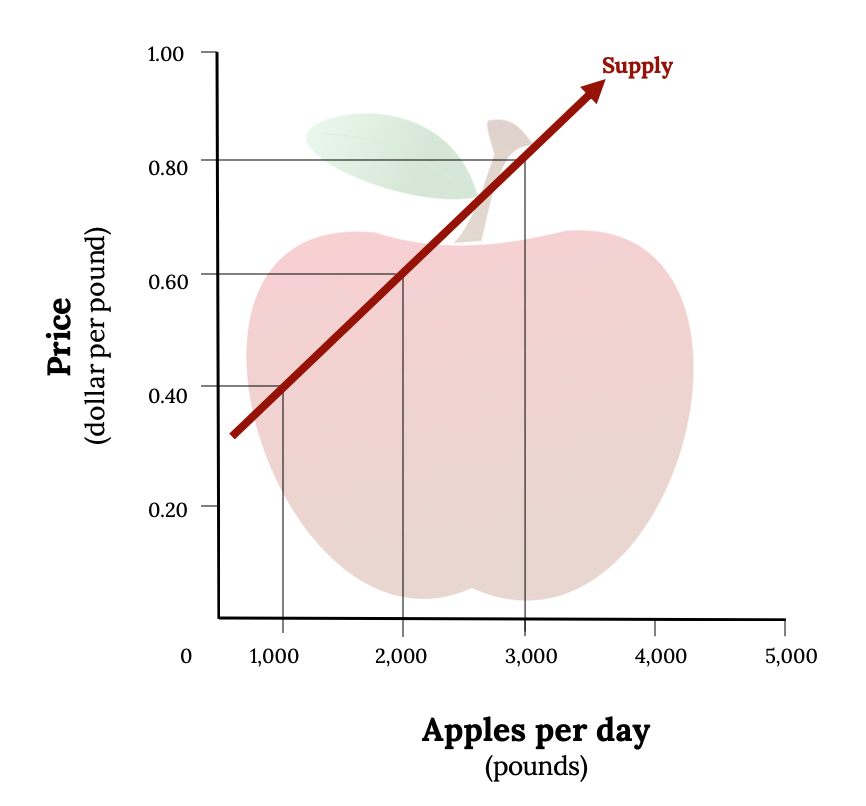 1.00
Supply
0.80
0.60
0.40
0.20
Price
(dollar per pound)
0 1,000 2,000 3,000 4,000 5,000
Apples per day
(pounds)